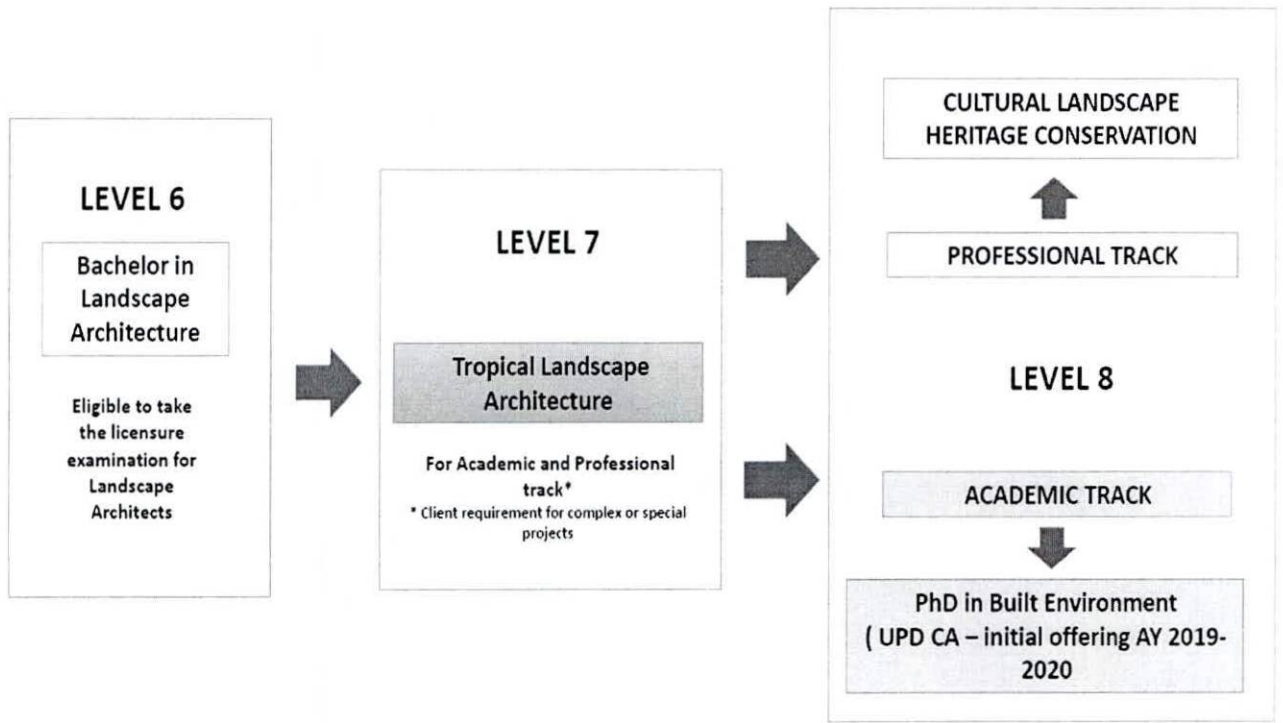 LEVEL 6
Bachelor in
Landscape
Architecture
Eligible to take
the licensure
examination for
Landscape
Architects
LEVEL 7
Tropical Landscape
Architecture
For Academic and Professional
track*
* Client requirement for complex or special
projects
CULTURAL LANDSCAPE
HERITAGE CONSERVATION
PROFESSIONAL TRACK
LEVEL 8
ACADEMIC TRACK
PhD in Built Environment
( UPD CA – initial offering AY 2019-
2020